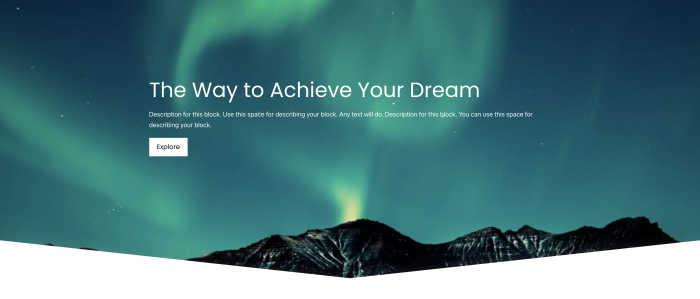 The Way to Achieve Your Dream
Description for this block. Use this space for describing your block. Any text will do. Description for this block. You can use this space for
describing your block.
Explore